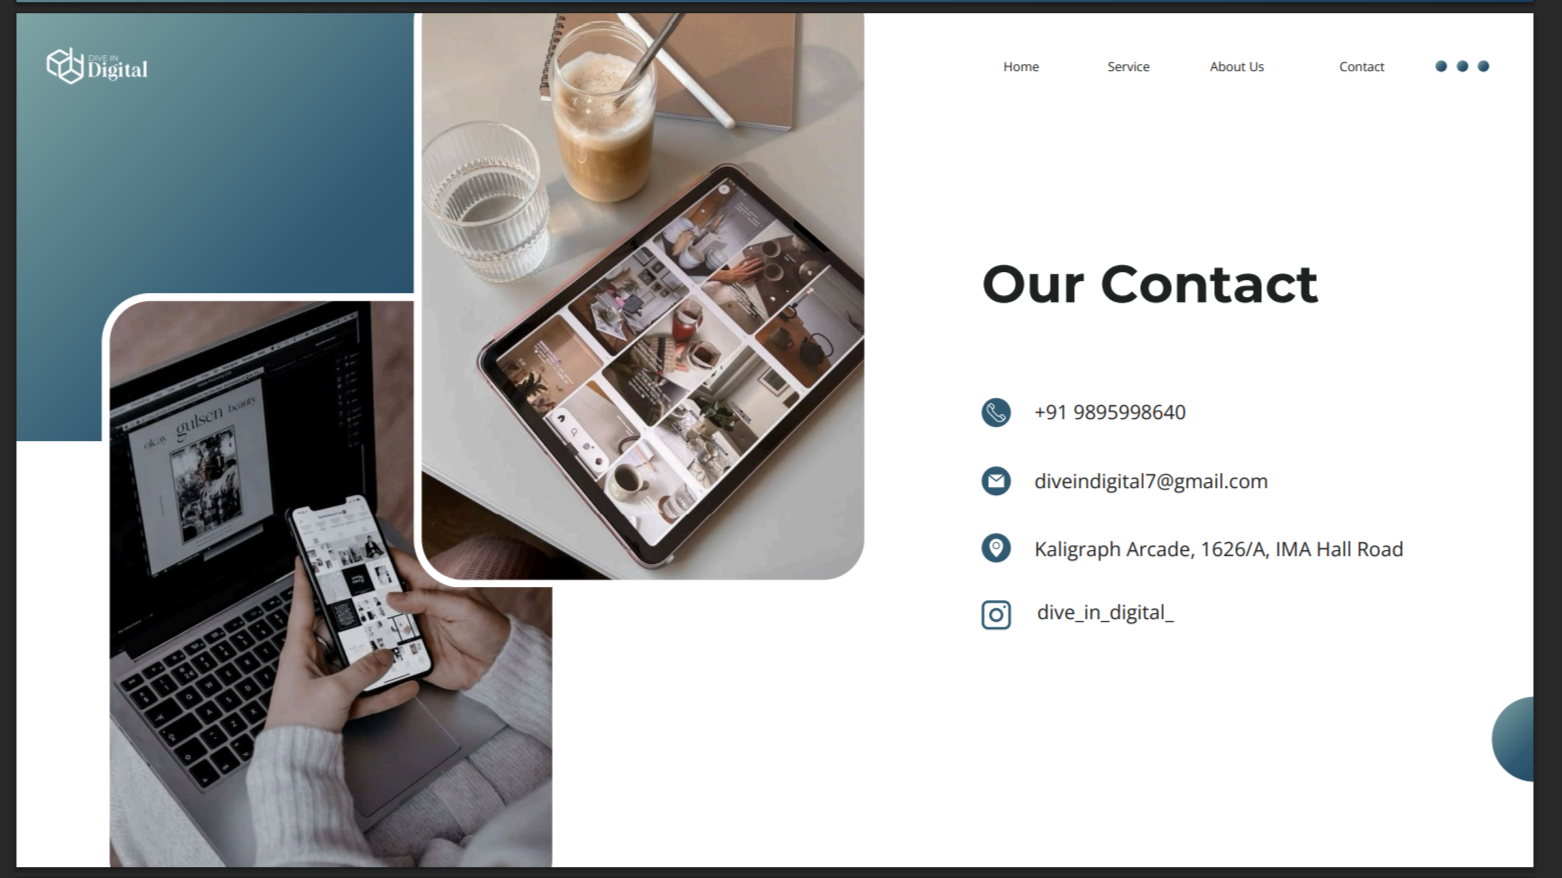 DIVE IN
Digital
Home
Service
About Us
Contact
Our Contact
+91 9895998640
diveindigital7@gmail.com
Kaligraph Arcade, 1626/A, IMA Hall Road
dive_in_digital_
okay gulsen beauty